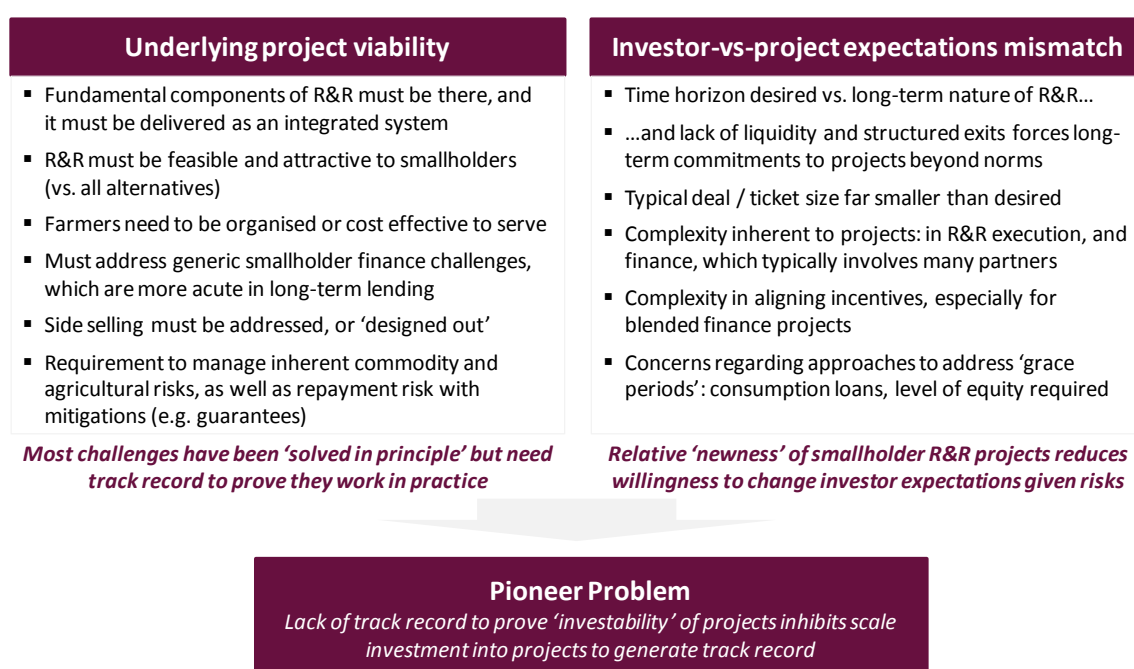 Underlying project viability
▪ Fundamental components of R&R must be there, and
it must be delivered as an integrated system
▪ R&R must be feasible and attractive to smallholders
(vs. all alternatives)
▪ Farmers need to be organised or cost effective to serve
▪ Must address generic smallholder finance challenges,
which are more acute in long-term lending
▪ Side selling must be addressed, or ‘designed out’
▪ Requirement to manage inherent commodity and
agricultural risks, as well as repayment risk with
mitigations (e.g. guarantees)
Most challenges have been ‘solved in principle’ but need
track record to prove they work in practice
Investor-vs-project expectations mismatch
▪ Time horizon desired vs. long-term nature of R&R…
▪ …and lack of liquidity and structured exits forces long-
term commitments to projects beyond norms
▪ Typical deal / ticket size far smaller than desired
▪ Complexity inherent to projects: in R&R execution, and
finance, which typically involves many partners
▪ Complexity in aligning incentives, especially for
blended finance projects
▪ Concerns regarding approaches to address ‘grace
periods’: consumption loans, level of equity required
Relative ‘newness’ of smallholder R&R projects reduces
willingness to change investor expectations given risks
Pioneer Problem
Lack of track record to prove ‘investability’ of projects inhibits scale
investment into projects to generate track record